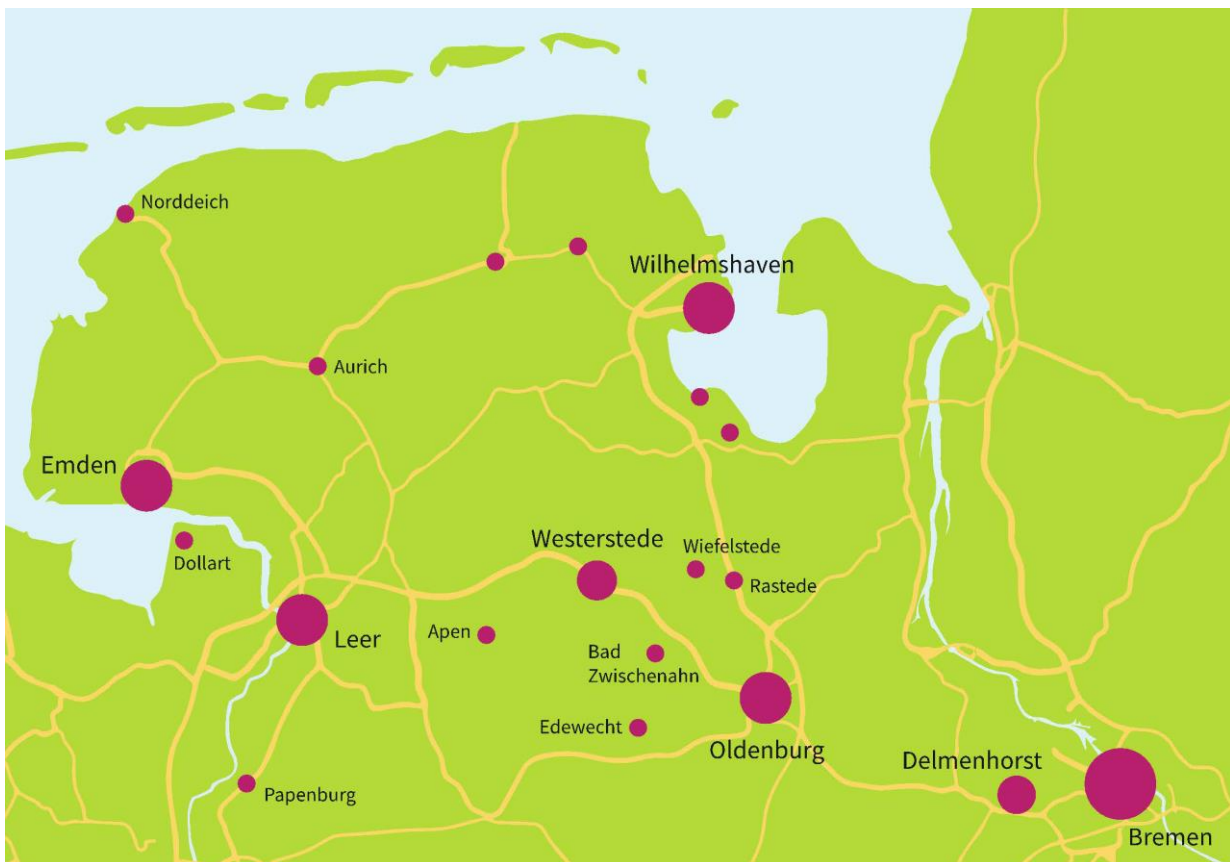 Norddeich
Wilhelmshaven
Aurich
Emden
Westerstede
Wiefelstede
Dollart
Rastede
Leer
Apen
Bad
Zwischenahn
Edewecht
Oldenburg
Delmenhorst
Papenburg
Bremen